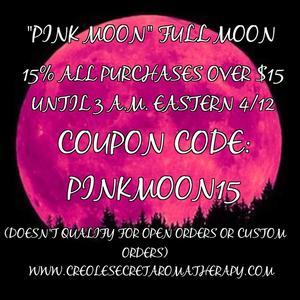 "PINK MOON" FULL MOON
15% ALL PURCHASES OVER $15
UNTIL 3 A.M. EASTERN 4/12
COUPON CODE:
PINKMOON15
(DOESN'T QUALIFY FOR OPEN ORDERS OR CUSTOM
ORDERS)
WWW.CREOLESECRETAROMATHERAPY.COM